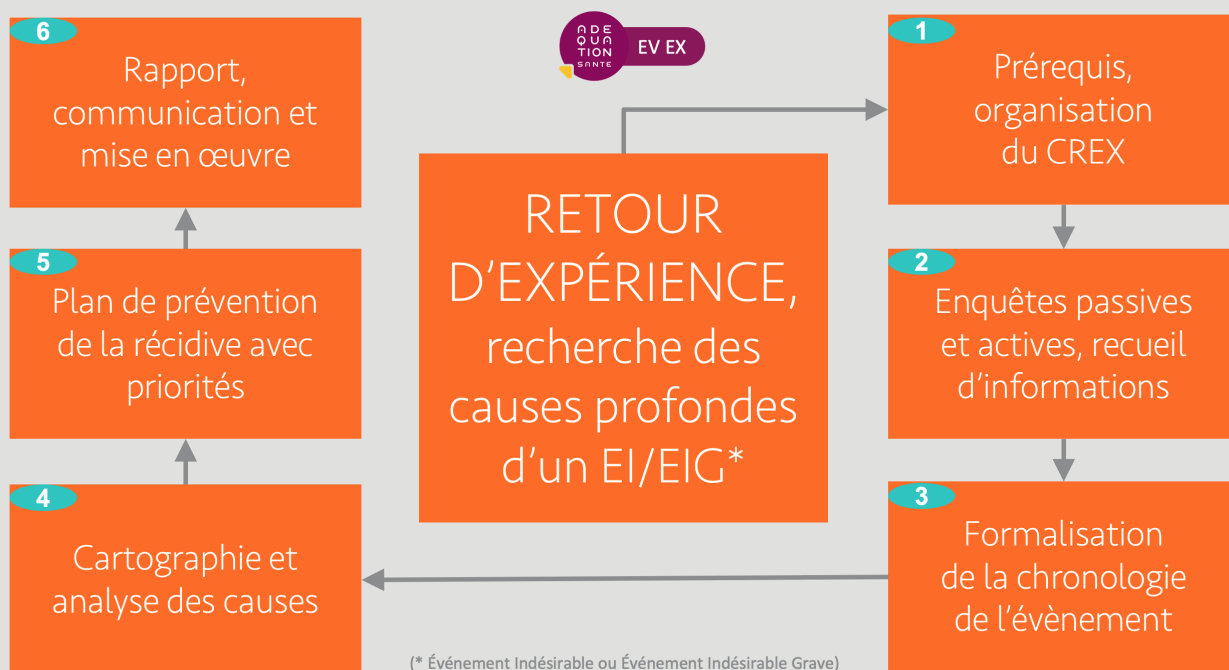 ADE
QUA
TION
SANTE
EV EX
RETOUR
D’EXPÉRIENCE,
recherche des
causes profondes
d’un EI/EIG*
1
Prérequis,
organisation
du CREX
2
Enquêtes passives
et actives, recueil
d’informations
3
Formalisation
de la chronologie
de l’évènement
4
Cartographie et
analyse des causes
5
Plan de prévention
de la récidive avec
priorités
6
Rapport,
communication et
mise en œuvre
(* Événement Indésirable ou Événement Indésirable Grave)